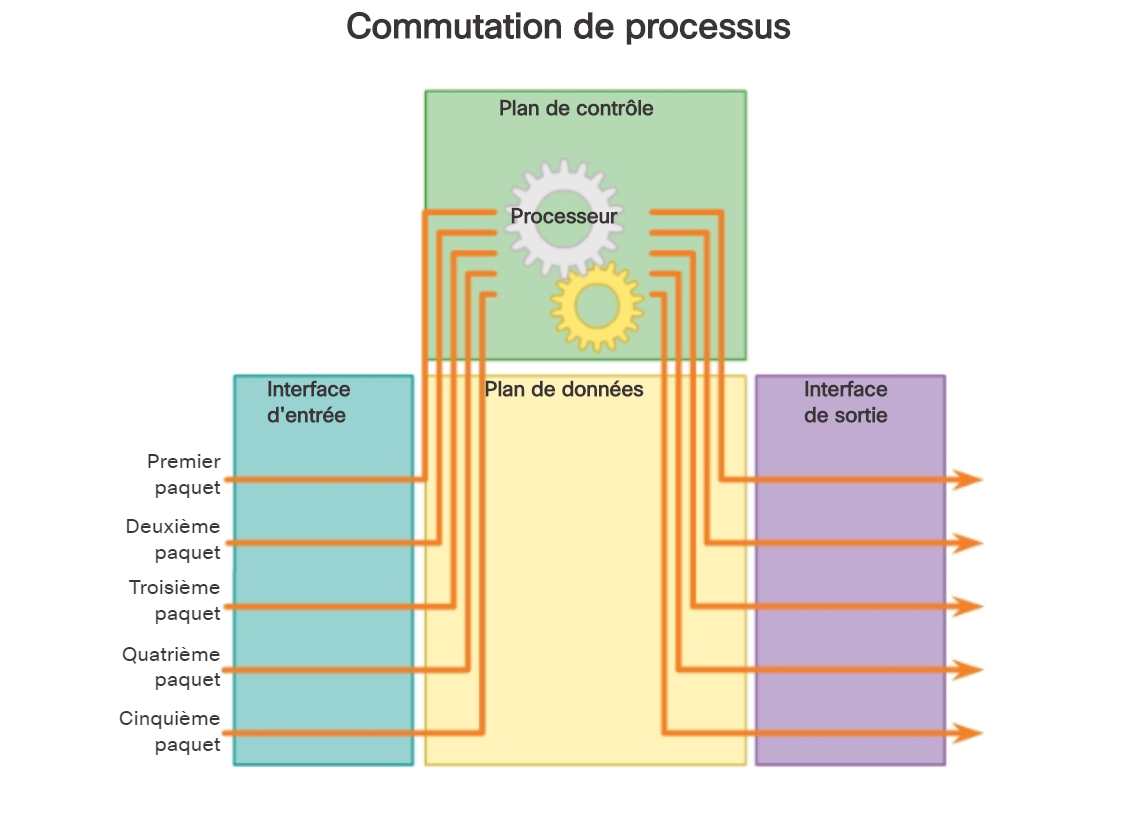 Commutation de processus
Plan de contrôle
Processeur
Interface
d'entrée
Plan de données
Interface
de sortie
Premier
paquet
Deuxième
paquet
Troisième
paquet
Quatrième
paquet
Cinquième
paquet